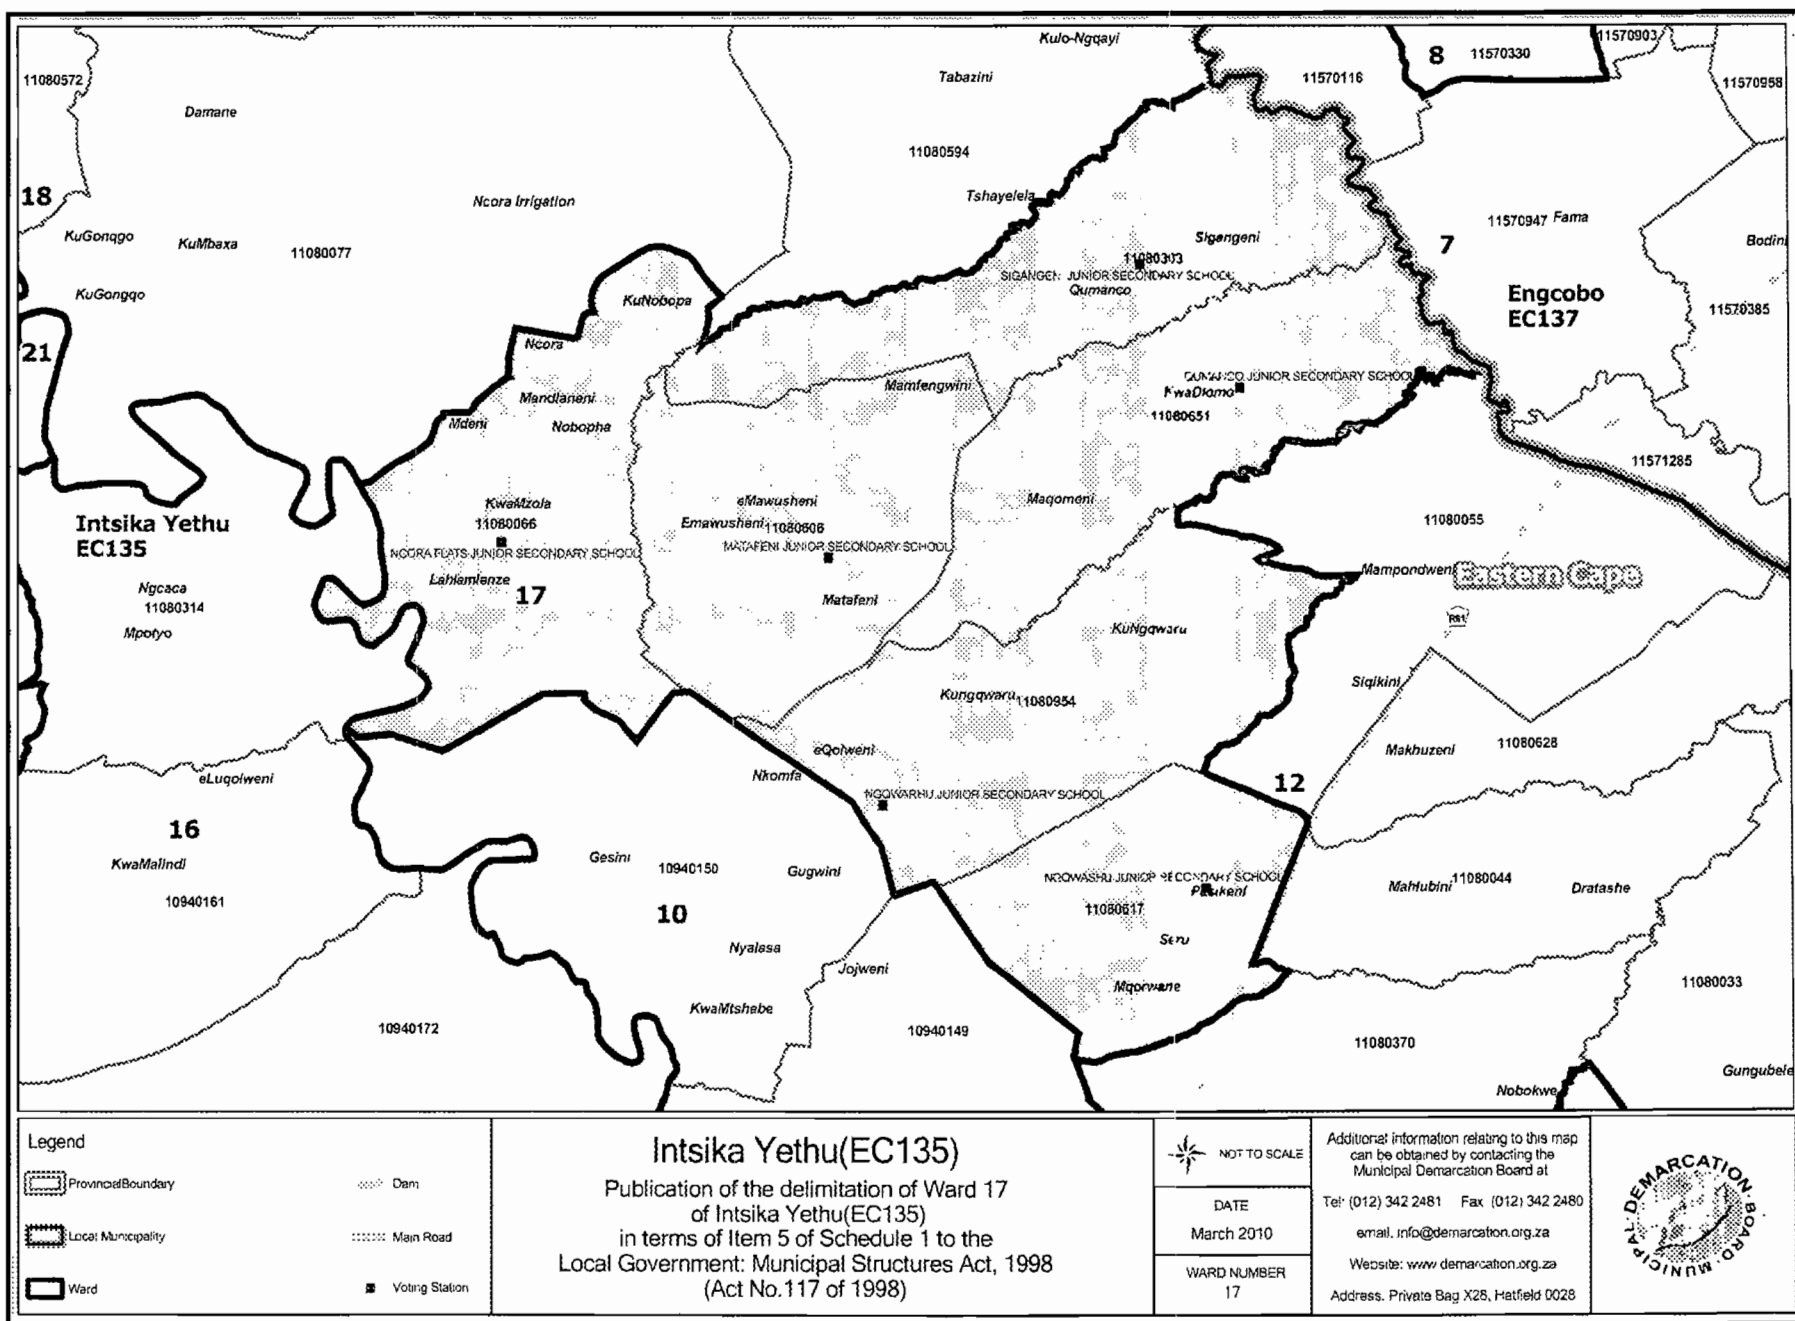 Kulo-Ngqayi
11570903
8
11570330
11080572
Tabazini
11570116
11570958
Damane
11080594
18
Ncora Irrigation
Tshayelela
11570947 Fama
KuGonqgo
KuMbaxa
11080077
Sigangeni
7
Bodini
11080303
SIGANGENI JUNIOR SECONDARY SCHOOL
KuGongqo
KuNobopa
Qumanco
Engcobo
EC137
11570385
21
Ncora
Mamfengwini
QUMANCO JUNIOR SECONDARY SCHOOL
KwaDlomo
Mandlaneni
11080651
Mdeni
Nobopha
11571285
KwaMzola
eMawusheni
Maqomeni
Intsika Yethu
EC135
11080066
Emawusheni 11080606
11080055
NCORA FLATS JUNIOR SECONDARY SCHOOL
MATAFENI JUNIOR SECONDARY SCHOOL
Lahlamlenze
17
Mampondweni
Eastern Cape
Ngcaca
11080314
Matafeni
R61
Mpotyo
KuNgqwaru
Siqikini
Kungqwaru 11080954
eQolweni
Makhuzeni
11080628
eLuqolweni
Nkomfa
12
NGQWARHU JUNIOR SECONDARY SCHOOL
16
KwaMalindi
Gesini
10940150
Gugwini
NGQWASHU JUNIOR SECONDARY SCHOOL
Mahlubini 11080044
Dratashe
10940161
10
11080617
Nyalasa
Seru
Jojweni
Mqorwane
11080033
KwaMtshebe
10940172
10940149
11080370
Gungubele
Nobokwe
Legend
Provincial Boundary
Dam
Local Municipality
Main Road
Ward
Voting Station
Intsika Yethu(EC135)
Publication of the delimitation of Ward 17
of Intsika Yethu(EC135)
in terms of Item 5 of Schedule 1 to the
Local Government: Municipal Structures Act, 1998
(Act No.117 of 1998)
NOT TO SCALE
DATE
March 2010
WARD NUMBER
17
Additional information relating to this map
can be obtained by contacting the
Municipal Demarcation Board at
Tel: (012) 342 2481 Fax (012) 342 2480
email. info@demarcation.org.za
Website: www demarcation.org.za
Address. Private Bag X28, Hatfield 0028
MUNICIPAL DEMARCATION BOARD